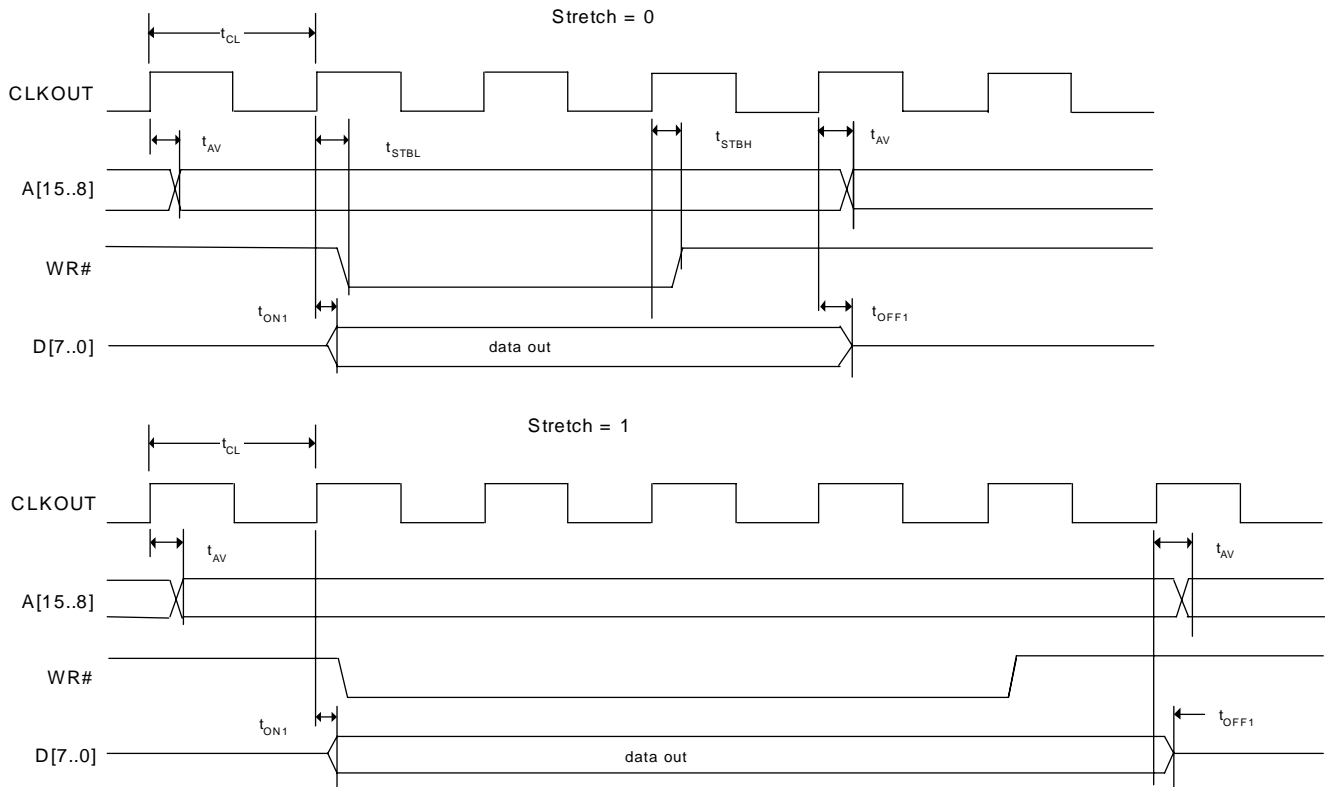 Stretch = 0
tCL
CLKOUT
tAV
tSTBL
tSTBH
tAV
A[15..8]
WR#
tON1
tOFF1
D[7..0]
data out
Stretch = 1
tCL
CLKOUT
tAV
tAV
A[15..8]
WR#
tON1
tOFF1
D[7..0]
data out